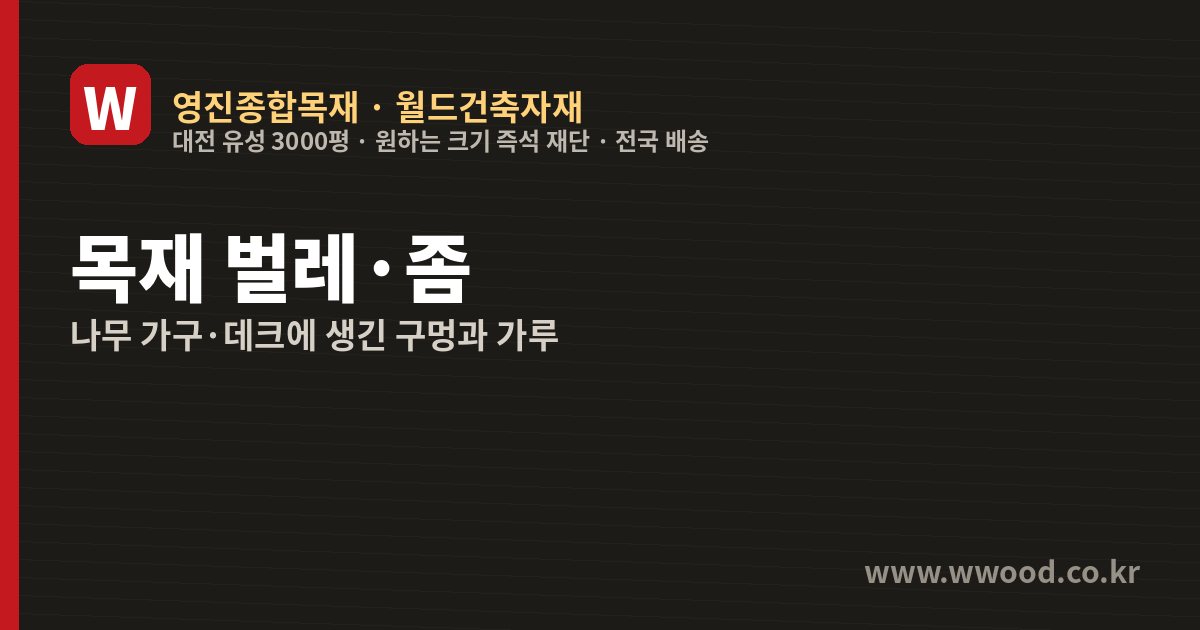 W
영진종합목재 · 월드건축자재
대전 유성 3000평 · 원하는 크기 즉석 재단 · 전국 배송
목재 벌레·좀
나무 가구·데크에 생긴 구멍과 가루
www.wwood.co.kr